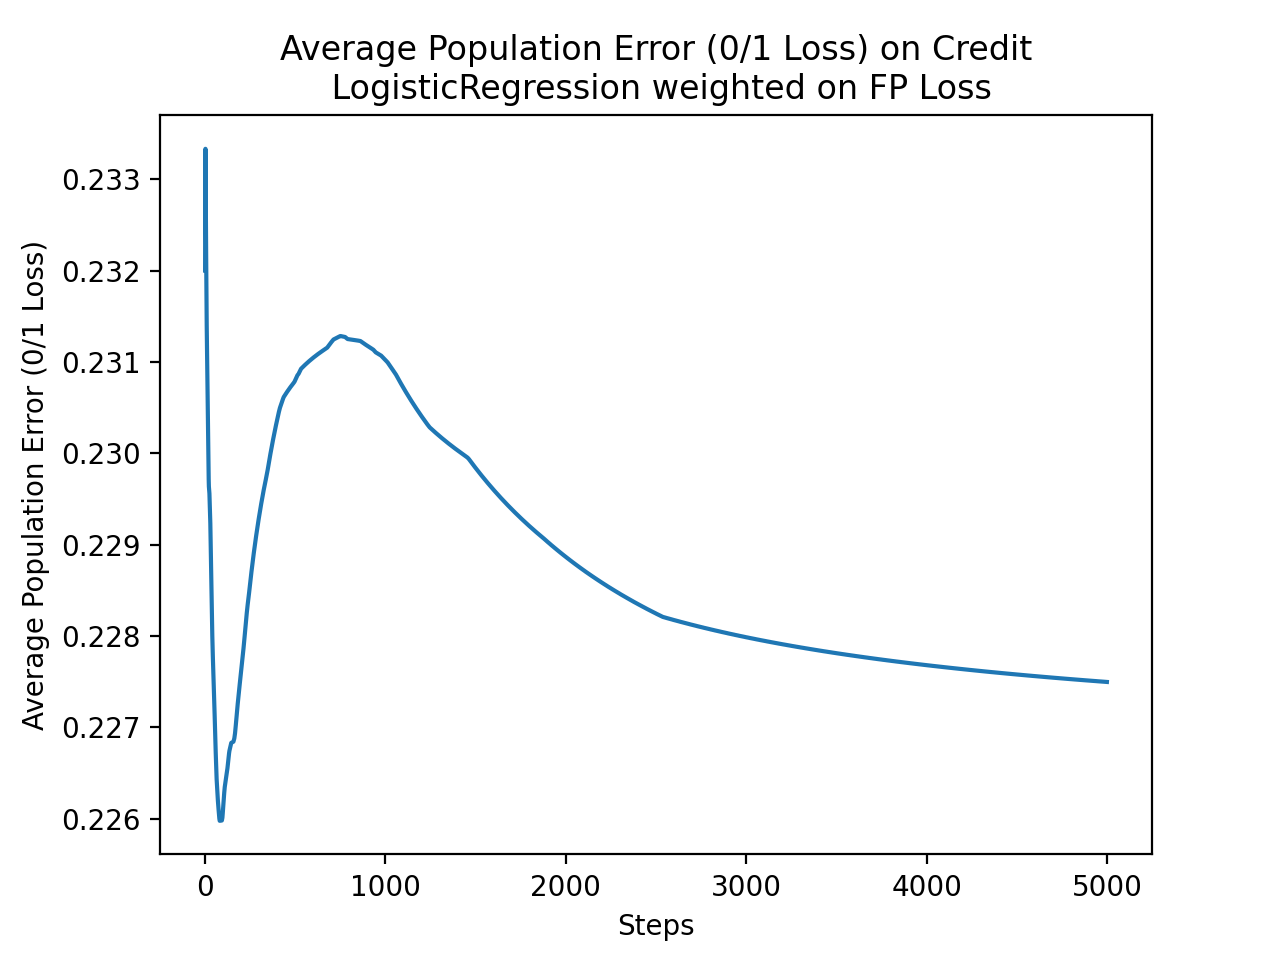 Average Population Error (0/1 Loss) on Credit
LogisticRegression weighted on FP Loss
Average Population Error (0/1 Loss)
0.233
0.232
0.231
0.230
0.229
0.228
0.227
0.226
0 1000 2000 3000 4000 5000
Steps